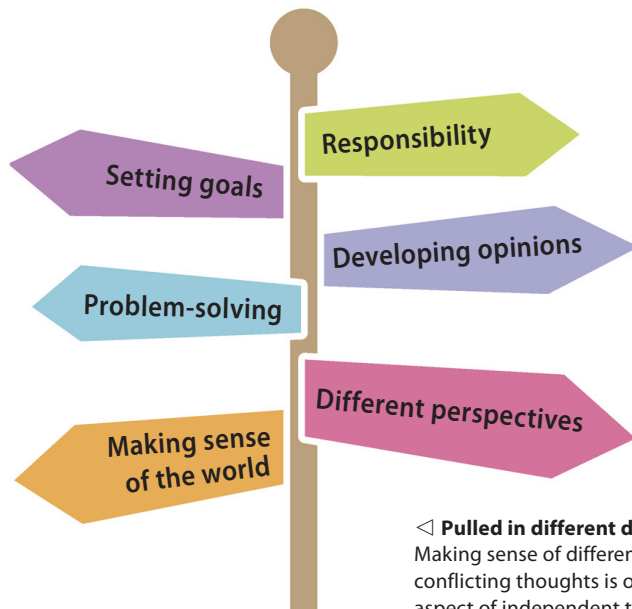 Responsibility
Setting goals
Developing opinions
Problem-solving
Different perspectives
Making sense
of the world
◁ Pulled in different
Making sense of
conflicting thoughts is
aspect of independent